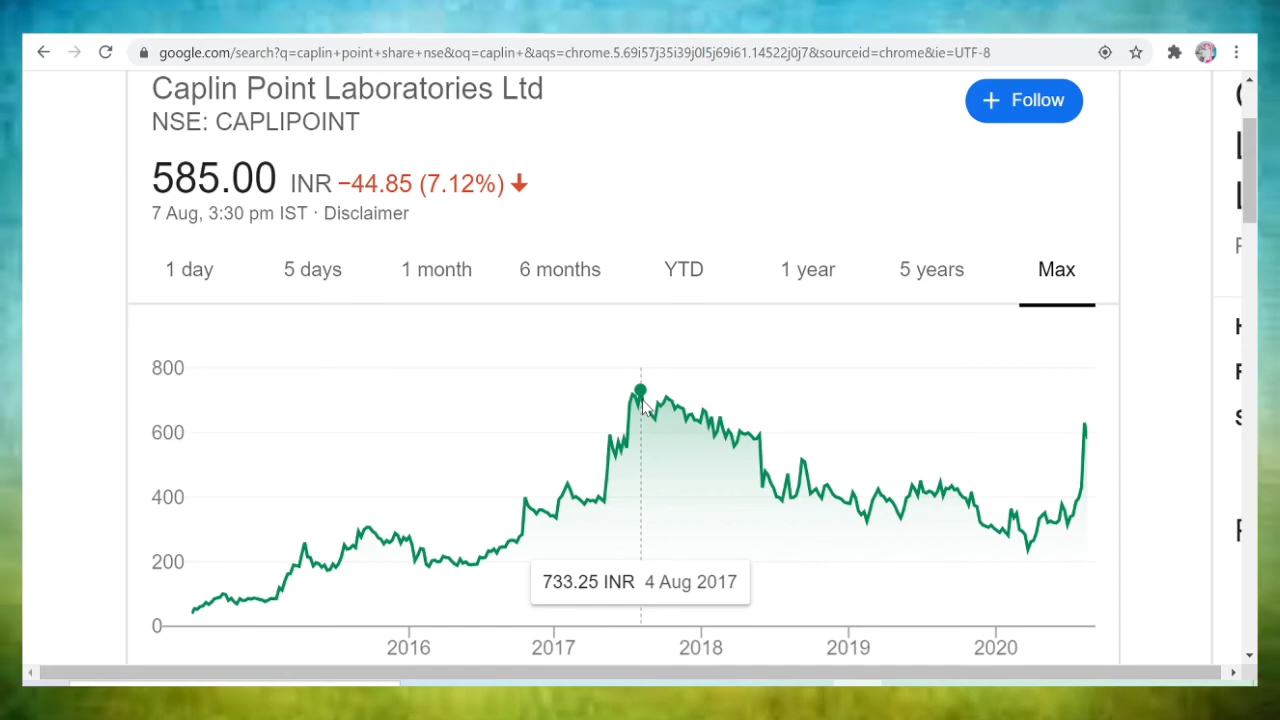 google.com/search?q=caplin+point+share+nse&oq=caplin+&aqs=chrome.5.69i57j35i39j0l5j69i61.14522j0j7&sourceid=chrome&ie=UTF-8
Caplin Point Laboratories Ltd
+ Follow
NSE: CAPLIPOINT
585.00 INR −44.85 (7.12%)
7 Aug, 3:30 pm IST · Disclaimer
1 day 5 days 1 month 6 months YTD 1 year 5 years Max
800
600
400
200
0
733.25 INR 4 Aug 2017
2016 2017 2018 2019 2020